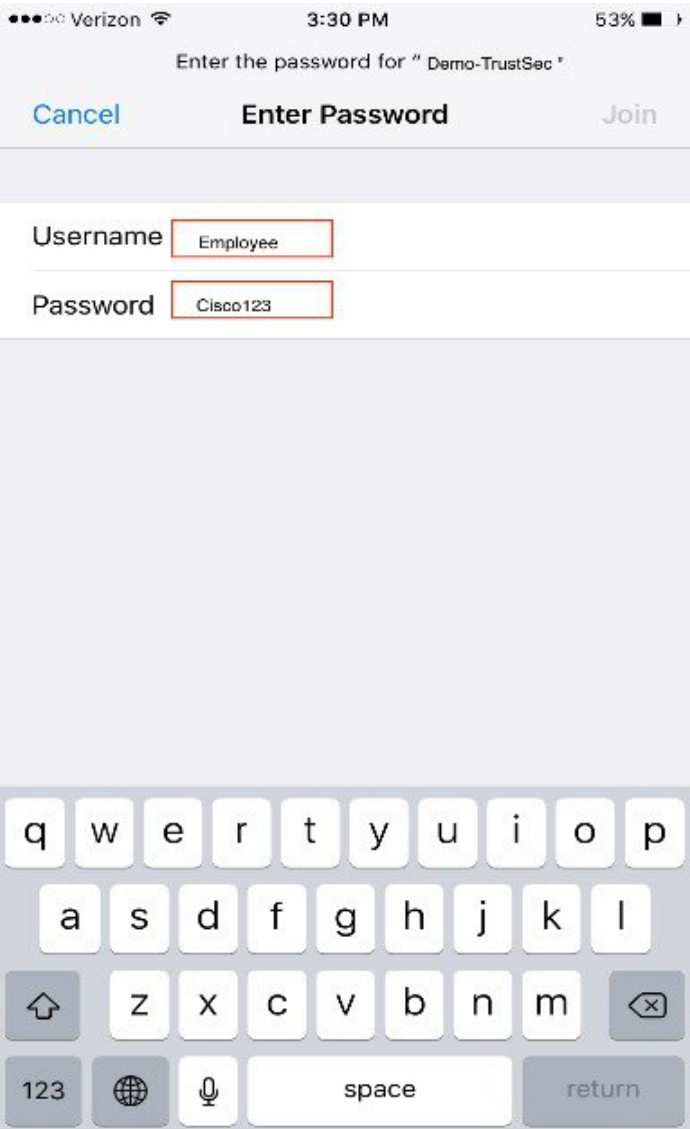 Verizon 3:30 PM 53%
Enter the password for " Demo-TrustSec "
Cancel Enter Password Join
Username Employee
Password Cisco123
q w e r t y u i o p
a s d f g h j k l
z x c v b n m
123 space return